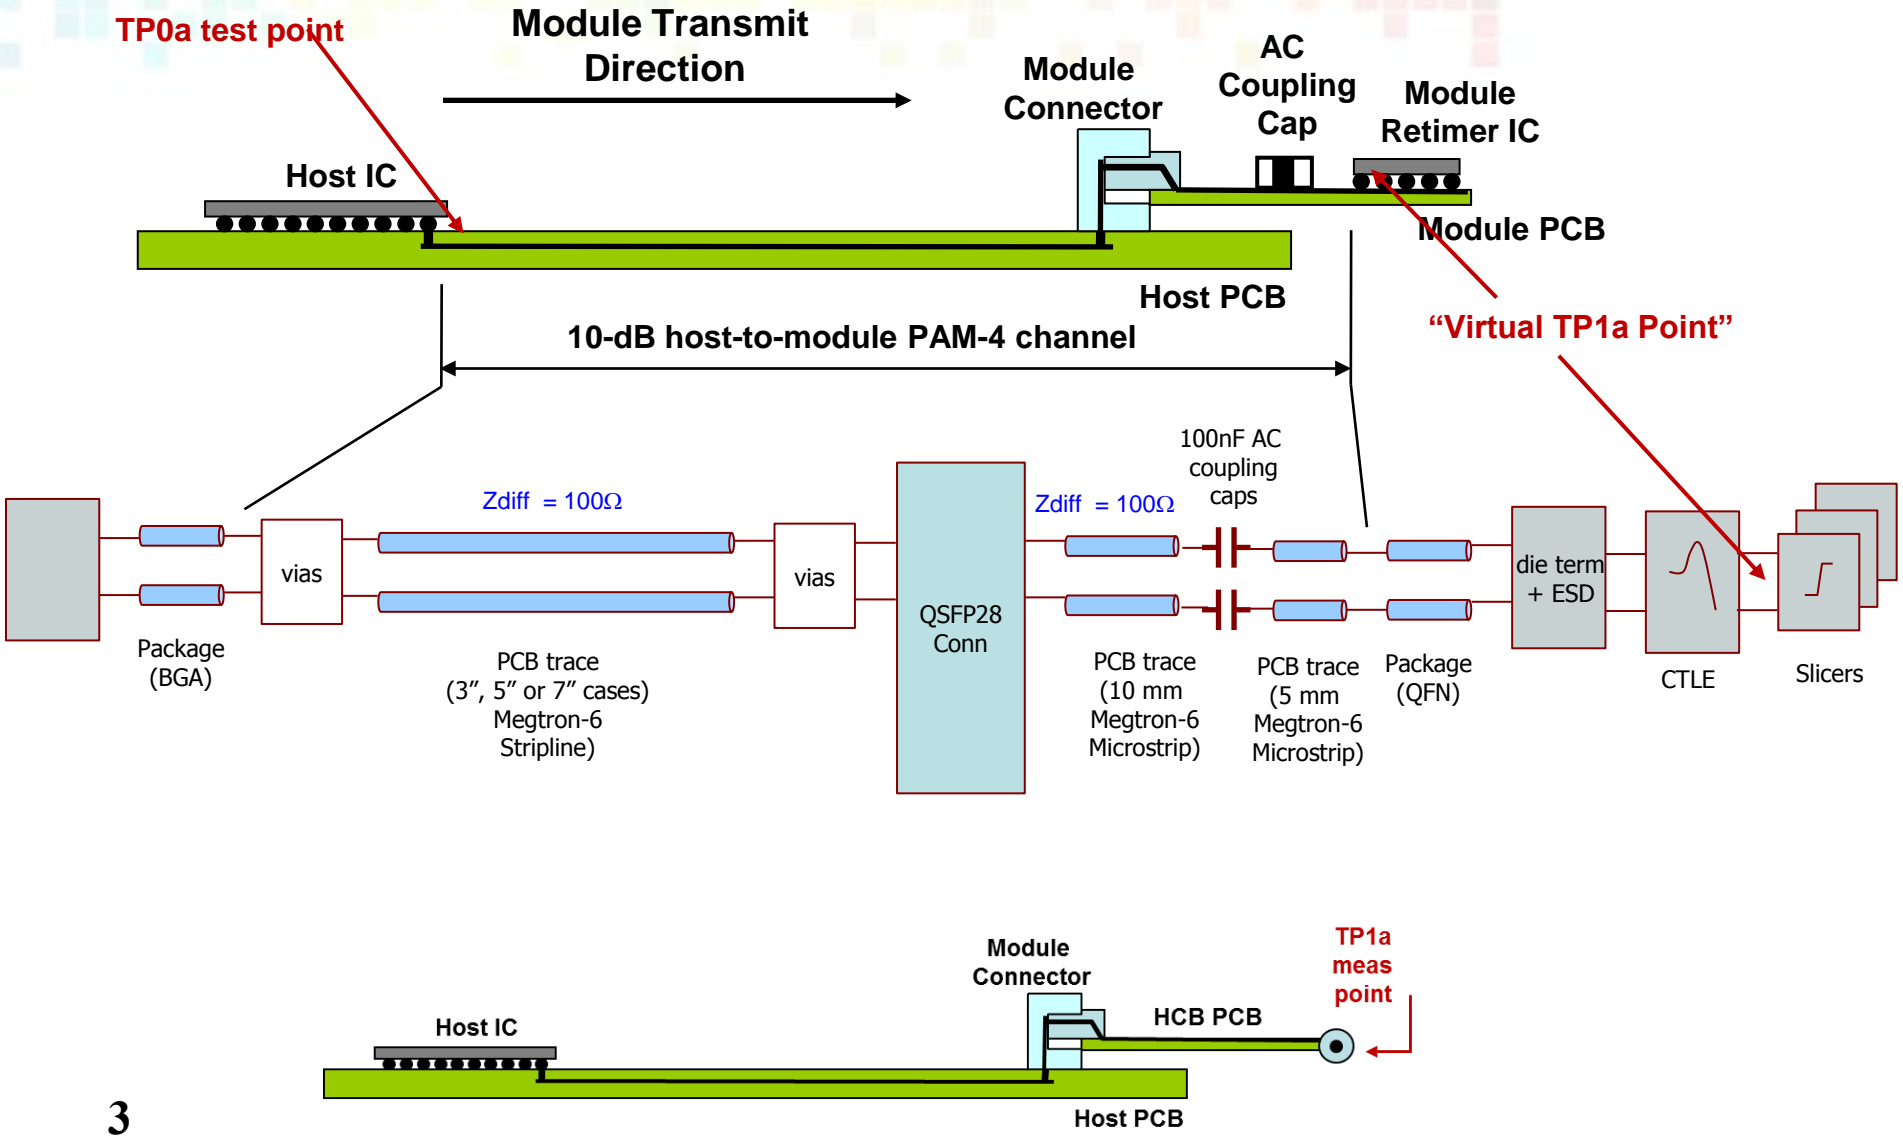 TP0a test point
Module Transmit
Direction
Module
Connector
AC
Coupling
Cap
Module
Retimer IC
Host IC
Module PCB
Host PCB
"Virtual TP1a Point"
10-dB host-to-module PAM-4 channel
100nF AC
coupling
caps
Zdiff = 100Ω
Zdiff = 100Ω
vias
vias
QSFP28
Conn
die term
+ ESD
Package
(BGA)
PCB trace
(3″, 5″ or 7″ cases)
Megtron-6
Stripline)
PCB trace
(10 mm
Megtron-6
Microstrip)
PCB trace
(5 mm
Megtron-6
Microstrip)
Package
(QFN)
CTLE
Slicers
TP1a
meas
point
Module
Connector
HCB PCB
Host IC
Host PCB
3